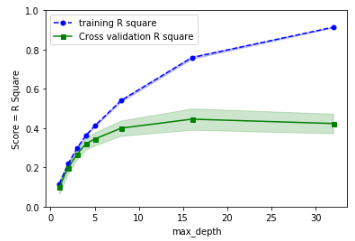 1.0
training R square
Cross validation R square
0.8
0.6
0.4
0.2
0.0
Score = R Square
0 5 10 15 20 25 30
max_depth